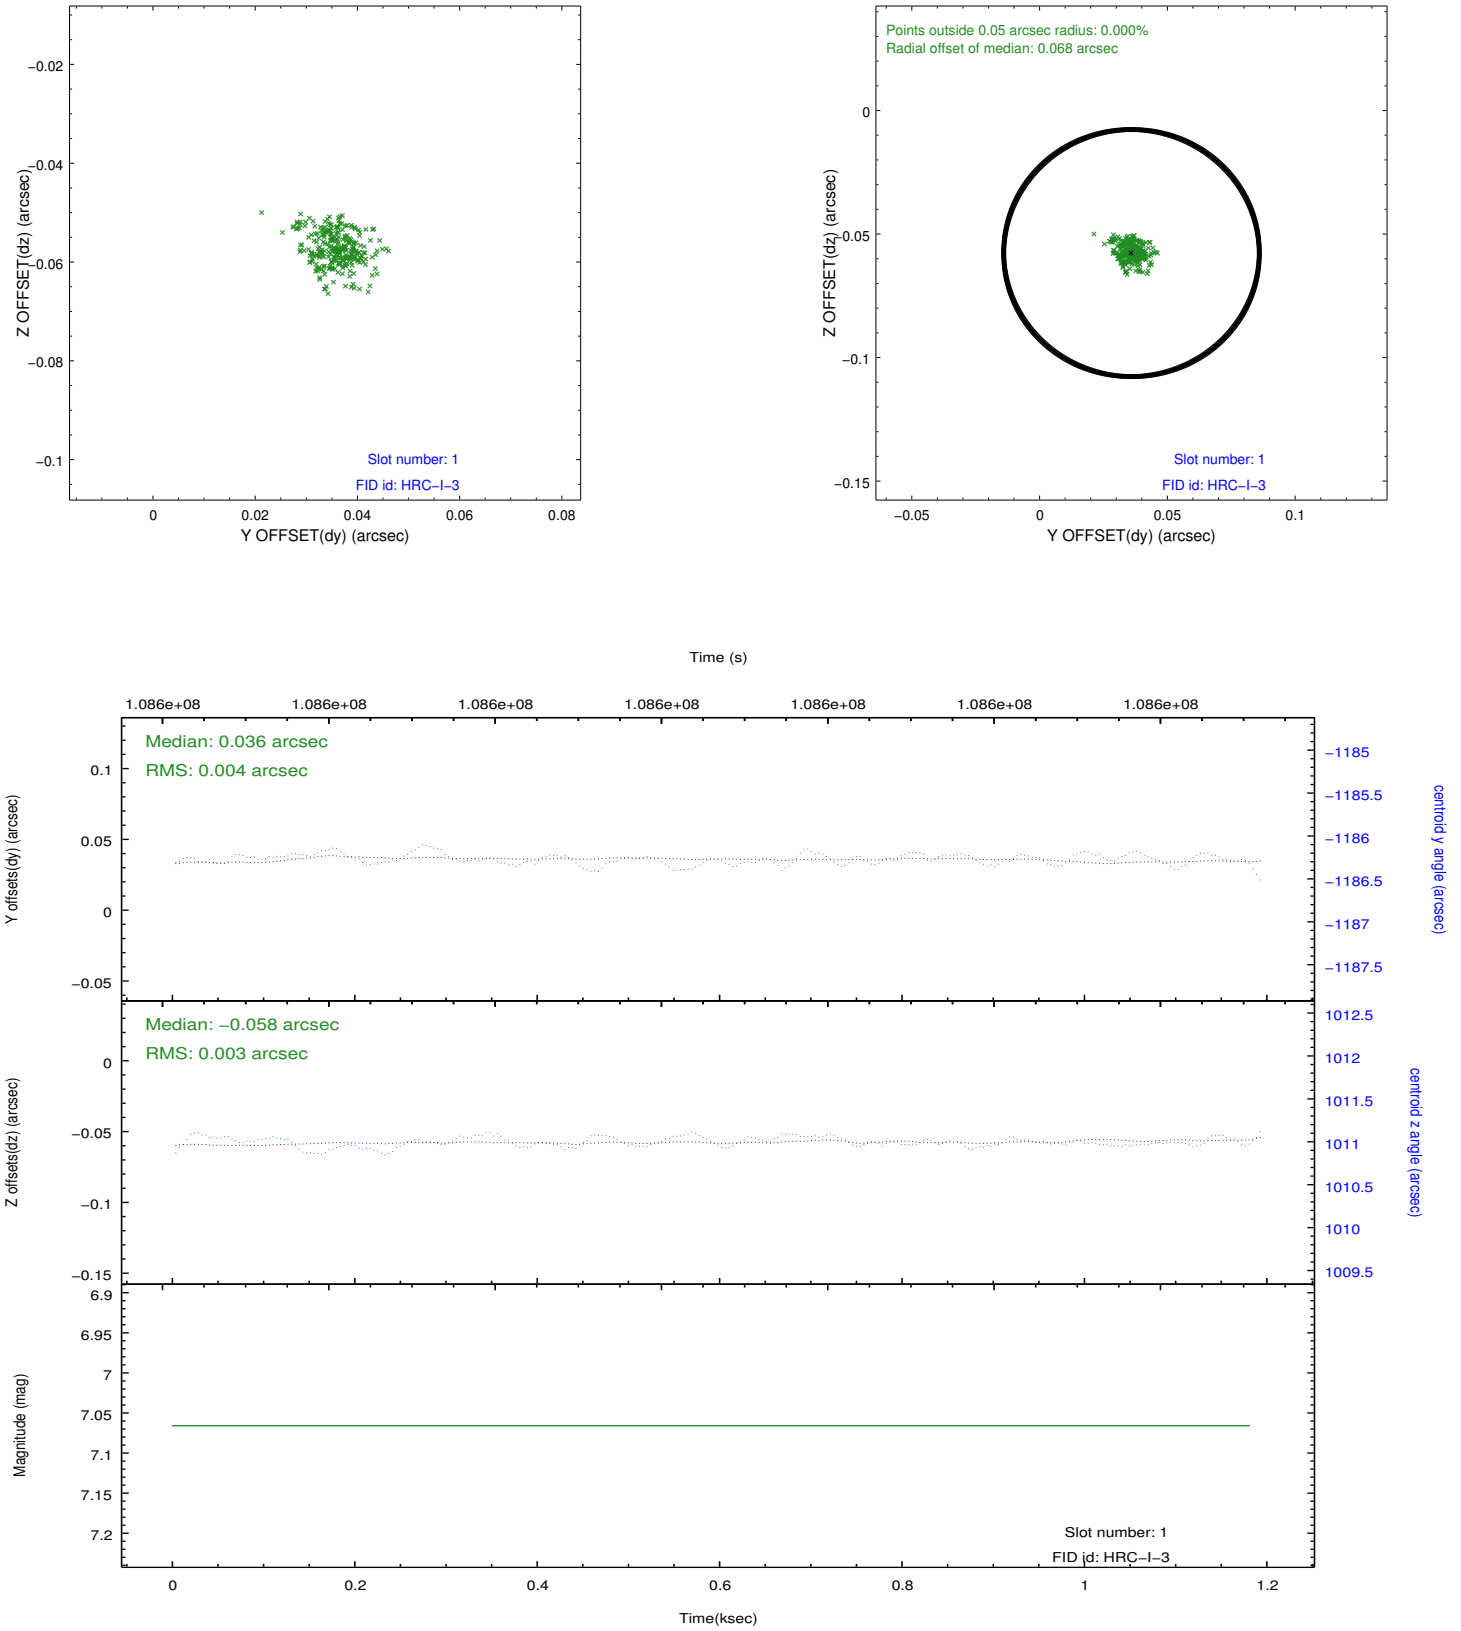 −0.02
−0.04
−0.06
−0.08
−0.1
Z OFFSET(dz) (arcsec)
Slot number: 1
FID id: HRC−I−3
0 0.02 0.04 0.06 0.08
Y OFFSET(dy) (arcsec)
Points outside 0.05 arcsec radius: 0.000%
Radial offset of median: 0.068 arcsec
0
−0.05
−0.1
−0.15
Z OFFSET(dz) (arcsec)
Slot number: 1
FID id: HRC−I−3
−0.05 0 0.05 0.1
Y OFFSET(dy) (arcsec)
Time (s)
1.086e+08 1.086e+08 1.086e+08 1.086e+08 1.086e+08 1.086e+08 1.086e+08
Median: 0.036 arcsec
RMS: 0.004 arcsec
0.1
0.05
0
−0.05
Y offsets(dy) (arcsec)
−1185
−1185.5
−1186
−1186.5
−1187
−1187.5
centroid y angle (arcsec)
Median: −0.058 arcsec
RMS: 0.003 arcsec
0
−0.05
−0.1
−0.15
Z offsets(dz) (arcsec)
1012.5
1012
1011.5
1011
1010.5
1010
1009.5
centroid z angle (arcsec)
6.9
6.95
7
7.05
7.1
7.15
7.2
Magnitude (mag)
Slot number: 1
FID id: HRC−I−3
0 0.2 0.4 0.6 0.8 1 1.2
Time(ksec)